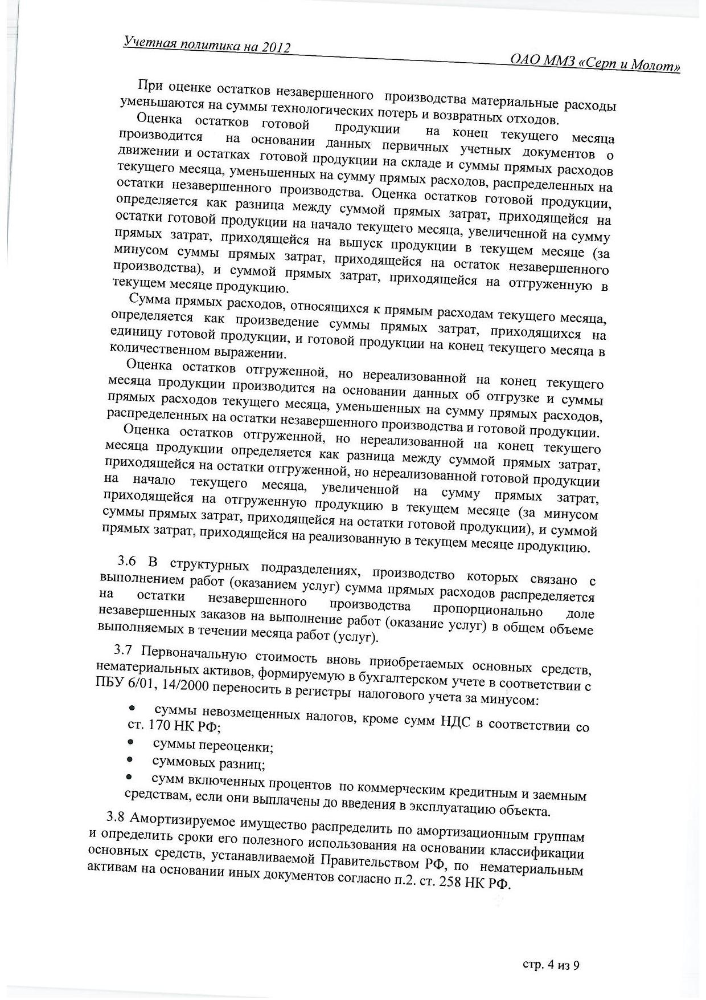 Учетная политика на 2012
ОАО ММЗ «Серп и Молот»
При оценке остатков незавершенного производства материальные расходы
уменьшаются на суммы технологических потерь и возвратных отходов.
Оценка остатков готовой продукции на конец текущего месяца
производится на основании данных первичных учетных документов о
движении и остатках готовой продукции на складе и суммы прямых расходов
текущего месяца, уменьшенных на сумму прямых расходов, распределенных на
остатки незавершенного производства. Оценка остатков готовой продукции,
определяется как разница между суммой прямых затрат, приходящейся на
остатки готовой продукции на начало текущего месяца, увеличенной на сумму
прямых затрат, приходящейся на выпуск продукции в текущем месяце (за
минусом суммы прямых затрат, приходящейся на остаток незавершенного
производства), и суммой прямых затрат, приходящейся на отгруженную в
текущем месяце продукцию.
Сумма прямых расходов, относящихся к прямым расходам текущего месяца,
определяется как произведение суммы прямых затрат, приходящихся на
единицу готовой продукции, и готовой продукции на конец текущего месяца в
количественном выражении.
Оценка остатков отгруженной, но нереализованной на конец текущего
месяца продукции производится на основании данных об отгрузке и суммы
прямых расходов текущего месяца, уменьшенных на сумму прямых расходов,
распределенных на остатки незавершенного производства и готовой продукции.
Оценка остатков отгруженной, но нереализованной на конец текущего
месяца продукции определяется как разница между суммой прямых затрат,
приходящейся на остатки отгруженной, но нереализованной готовой продукции
на начало текущего месяца, увеличенной на сумму прямых затрат,
приходящейся на отгруженную продукцию в текущем месяце (за минусом
суммы прямых затрат, приходящейся на остатки готовой продукции), и суммой
прямых затрат, приходящейся на реализованную в текущем месяце продукцию.
3.6 В структурных подразделениях, производство которых связано с
выполнением работ (оказанием услуг) сумма прямых расходов распределяется
на остатки незавершенного производства пропорционально доле
незавершенных заказов на выполнение работ (оказание услуг) в общем объеме
выполняемых в течении месяца работ (услуг).
3.7 Первоначальную стоимость вновь приобретаемых основных средств,
нематериальных активов, формируемую в бухгалтерском учете в соответствии с
ПБУ 6/01, 14/2000 переносить в регистры налогового учета за минусом:
• суммы невозмещенных налогов, кроме сумм НДС в соответствии со
ст. 170 НК РФ;
• суммы переоценки;
• суммовых разниц;
• сумм включенных процентов по коммерческим кредитным и заемным
средствам, если они выплачены до введения в эксплуатацию объекта.
3.8 Амортизируемое имущество распределить по амортизационным группам
и определить сроки его полезного использования на основании классификации
основных средств, устанавливаемой Правительством РФ, по нематериальным
активам на основании иных документов согласно п.2. ст. 258 НК РФ.
стр. 4 из 9